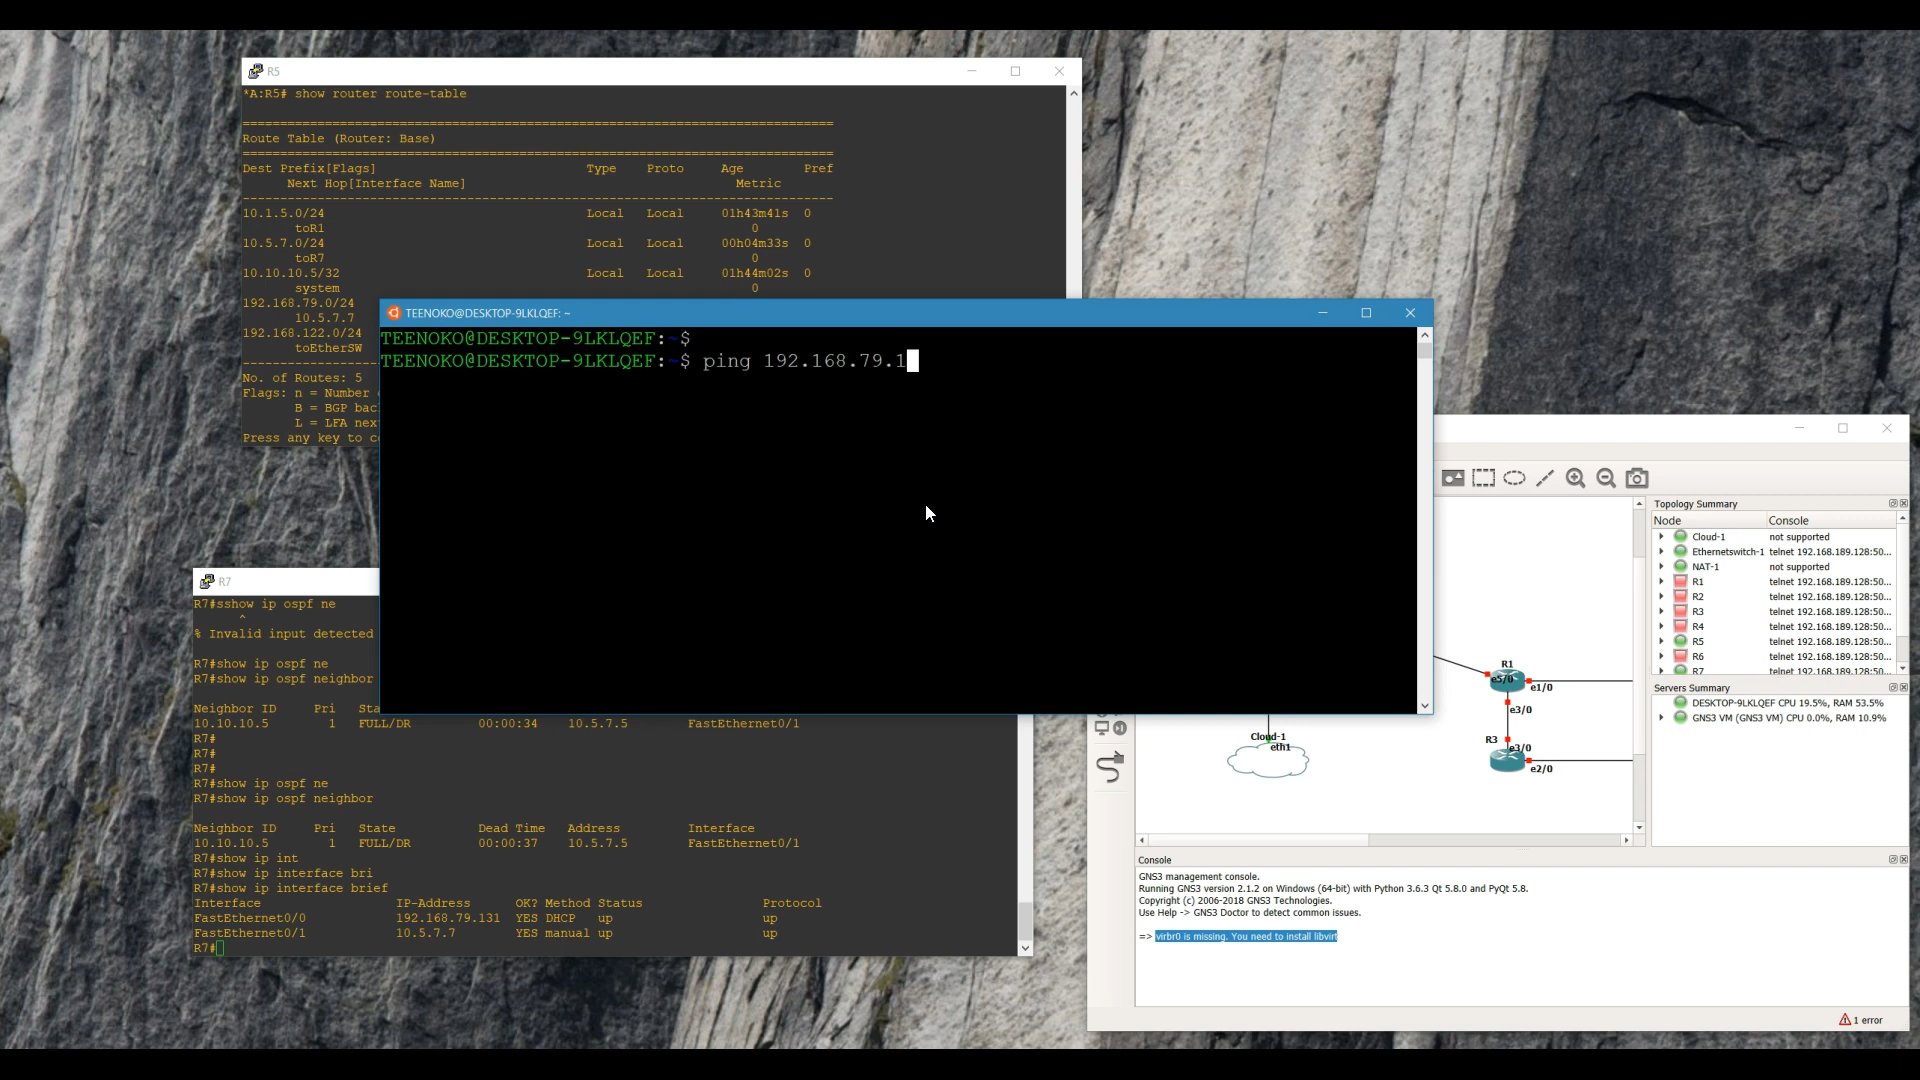 R5
*A:R5# show router route-table
===============================================================================
Route Table (Router: Base)
===============================================================================
Dest Prefix[Flags] Type Proto Age Pref
Next Hop[Interface Name] Metric
-------------------------------------------------------------------------------
10.1.5.0/24 Local Local 01h43m41s 0
toR1 0
10.5.7.0/24 Local Local 00h04m33s 0
toR7 0
10.10.10.5/32 Local Local 01h44m02s 0
system 0
192.168.79.0/24
10.5.7.7
192.168.122.0/24
toEtherSW
No. of Routes: 5
Flags: n = Number
B = BGP bac
L = LFA nex
Press any key to c
TEENOKO@DESKTOP-9LKLQEF: ~
TEENOKO@DESKTOP-9LKLQEF:~$
TEENOKO@DESKTOP-9LKLQEF:~$ ping 192.168.79.1
R7
R7#sshow ip ospf ne
^
% Invalid input detected
R7#show ip ospf ne
R7#show ip ospf neighbor
Neighbor ID Pri Sta
10.10.10.5 1 FULL/DR 00:00:34 10.5.7.5 FastEthernet0/1
R7#
R7#
R7#
R7#show ip ospf ne
R7#show ip ospf neighbor
Neighbor ID Pri State Dead Time Address Interface
10.10.10.5 1 FULL/DR 00:00:37 10.5.7.5 FastEthernet0/1
R7#show ip int
R7#show ip interface bri
R7#show ip interface brief
Interface IP-Address OK? Method Status Protocol
FastEthernet0/0 192.168.79.131 YES DHCP up up
FastEthernet0/1 10.5.7.7 YES manual up up
R7#
R1
e5/0
e1/0
e3/0
R3
e3/0
e2/0
Cloud-1
eth1
Topology Summary
Node Console
Cloud-1 not supported
Ethernetswitch-1 telnet 192.168.189.128:50...
NAT-1 not supported
R1 telnet 192.168.189.128:50...
R2 telnet 192.168.189.128:50...
R3 telnet 192.168.189.128:50...
R4 telnet 192.168.189.128:50...
R5 telnet 192.168.189.128:50...
R6 telnet 192.168.189.128:50...
R7 telnet 192.168.189.128:50...
Servers Summary
DESKTOP-9LKLQEF CPU 19.5%, RAM 53.5%
GNS3 VM (GNS3 VM) CPU 0.0%, RAM 10.9%
Console
GNS3 management console.
Running GNS3 version 2.1.2 on Windows (64-bit) with Python 3.6.3 Qt 5.8.0 and PyQt 5.8.
Copyright (c) 2006-2018 GNS3 Technologies.
Use Help -> GNS3 Doctor to detect common issues.
=> virbr0 is missing. You need to install libvirt
1 error